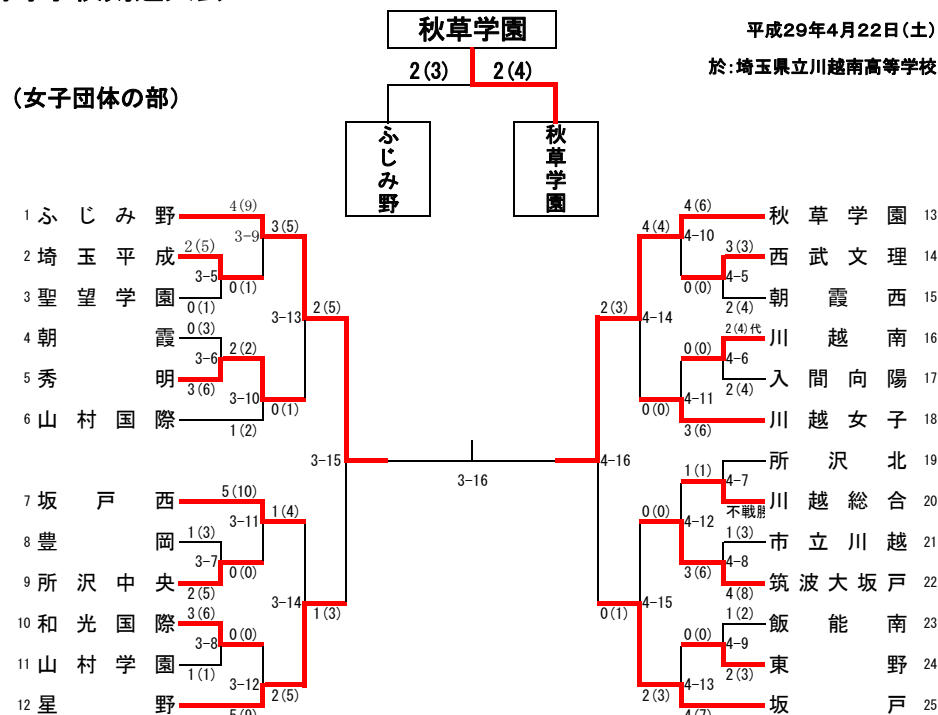 秋草学園
平成29年4月22日(土)
2(3)
2(4)
於:埼玉県立川越南高等学校
(女子団体の部)
ふじみ野
秋草学園
1 ふじみ野
4(9)
3-9
3(5)
2 埼玉平成
2(5)
3-5
0(1)
3 聖望学園
0(1)
3-13
2(5)
4 朝霞
0(3)
3-6
2(2)
5 秀明
3(6)
3-10
0(1)
6 山村国際
1(2)
3-15
7 坂戸西
5(10)
3-11
1(4)
8 豊岡
1(3)
3-7
0(0)
9 所沢中央
2(5)
3-14
1(3)
10 和光国際
3(6)
3-8
0(0)
11 山村学園
1(1)
3-12
2(5)
12 星野
3-16
4(6)
秋草学園 13
4(4)
4-10
3(3)
西武文理 14
0(0)
4-5
2(4)
朝霞西 15
2(3)
4-14
2(4)代
川越南 16
0(0)
4-6
2(4)
入間向陽 17
0(0)
4-11
3(6)
川越女子 18
4-16
所沢北 19
1(1)
4-7
不戦勝
川越総合 20
0(0)
4-12
1(3)
市立川越 21
3(6)
4-8
4(8)
筑波大坂戸 22
0(1)
4-15
1(2)
飯能南 23
0(0)
4-9
2(3)
東野 24
2(3)
4-13
坂戸 25